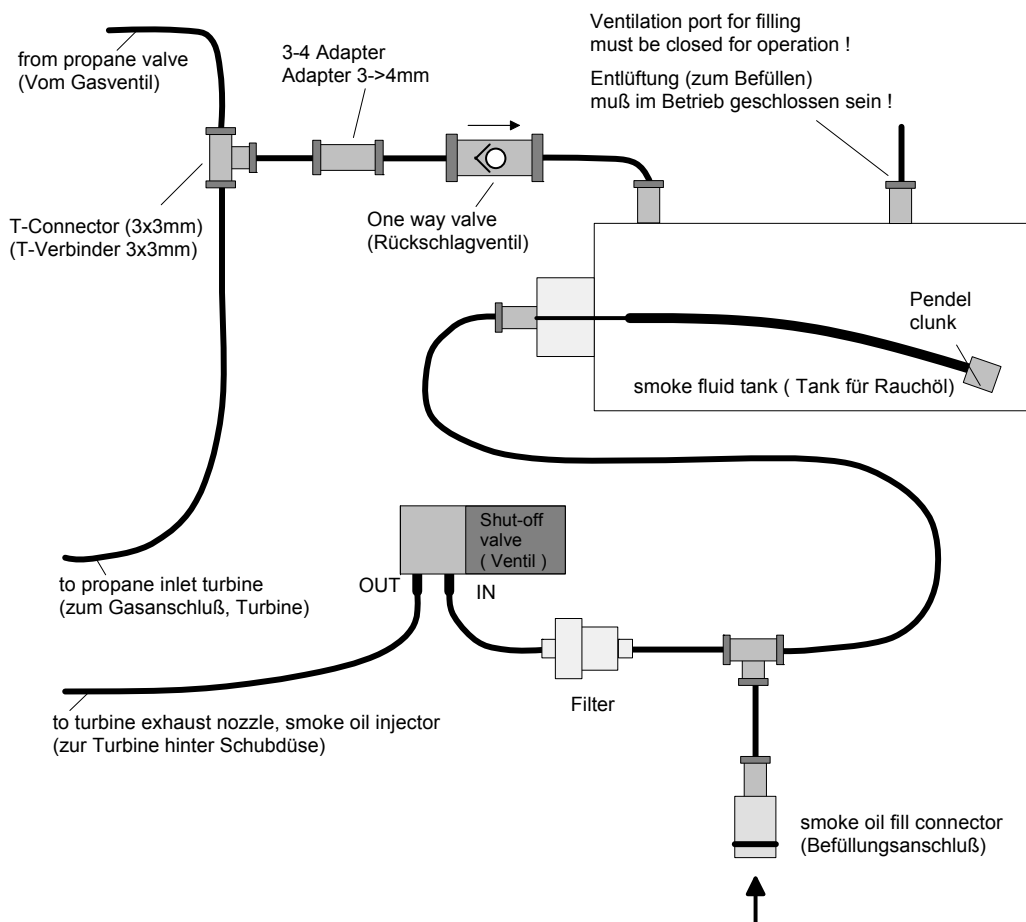 from propane valve
(Vom Gasventil)
3-4 Adapter
Adapter 3->4mm
Ventilation port for filling
must be closed for operation !
Entlüftung (zum Befüllen)
muß im Betrieb geschlossen sein !
T-Connector (3x3mm)
(T-Verbinder 3x3mm)
One way valve
(Rückschlagventil)
Pendel
clunk
smoke fluid tank ( Tank für Rauchöl)
Shut-off
valve
( Ventil )
OUT
IN
to propane inlet turbine
(zum Gasanschluß, Turbine)
Filter
to turbine exhaust nozzle, smoke oil injector
(zur Turbine hinter Schubdüse)
smoke oil fill connector
(Befüllungsanschluß)